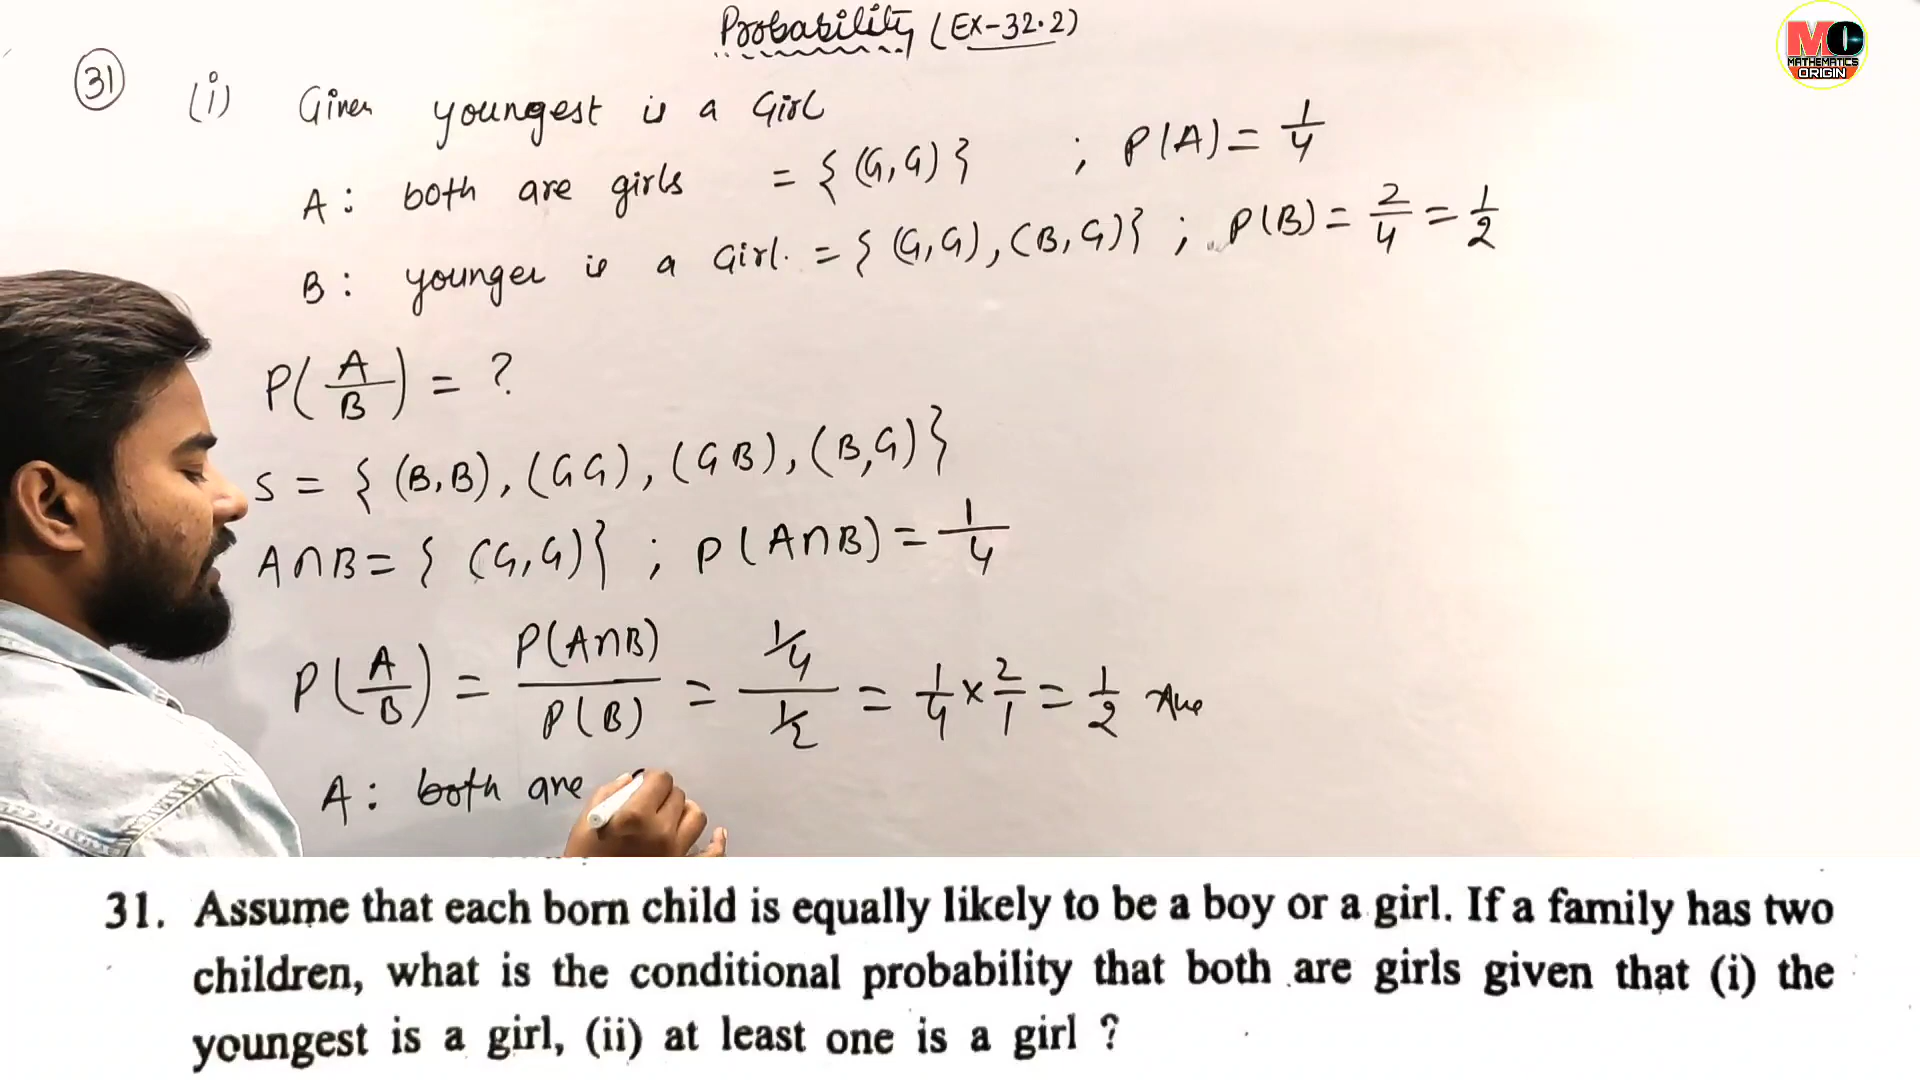 Probability (EX-32.2)
MO
MATHEMATICS
ORIGIN
31 (i) Given youngest is a Girl
A: both are girls = {(G,G)} ; P(A) = 1/4
B: younger is a Girl. = {(G,G), (B,G)} ; P(B) = 2/4 = 1/2
P(A/B) = ?
S = {(B,B), (GG), (GB), (B,G)}
A∩B = {(G,G)} ; P(A∩B) = 1/4
P(A/B) = P(A∩B)/P(B) = 1/4 / 1/2 = 1/4 × 2/1 = 1/2 Ans
A: both are
31. Assume that each born child is equally likely to be a boy or a girl. If a family has two
children, what is the conditional probability that both are girls given that (i) the
youngest is a girl, (ii) at least one is a girl ?